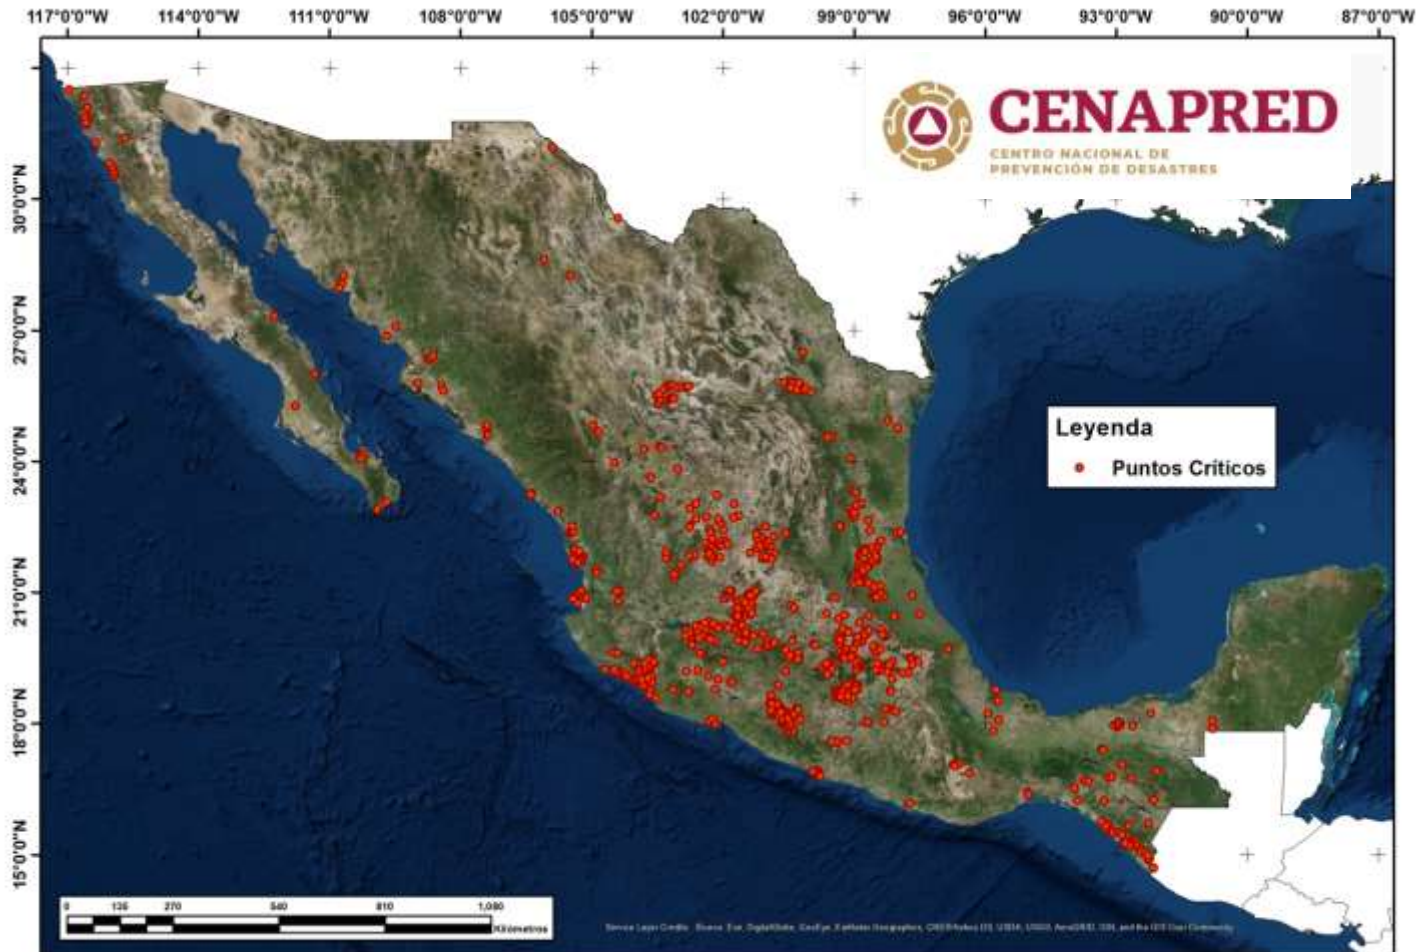 117°0'0"W 114°0'0"W 111°0'0"W 108°0'0"W 105°0'0"W 102°0'0"W 99°0'0"W 96°0'0"W 93°0'0"W 90°0'0"W 87°0'0"W
CENAPRED
CENTRO NACIONAL DE
PREVENCIÓN DE DESASTRES
30°0'0"N
27°0'0"N
24°0'0"N
21°0'0"N
18°0'0"N
15°0'0"N
Leyenda
Puntos Críticos
0 135 270 540 810 1,080
Kilómetros